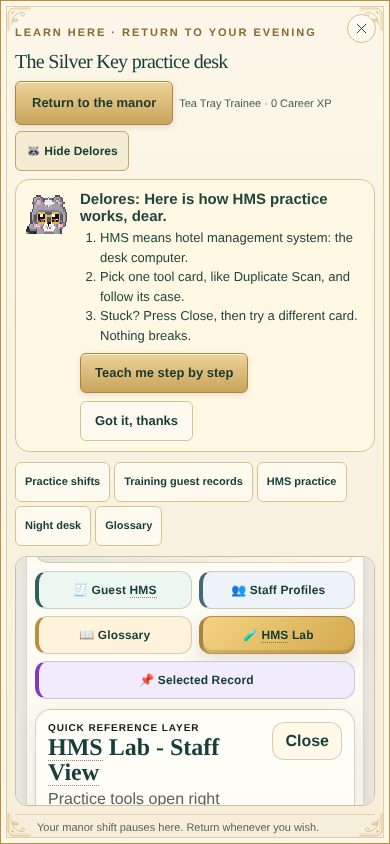 LEARN HERE · RETURN TO YOUR EVENING
The Silver Key practice desk
Return to the manor
Tea Tray Trainee · 0 Career XP
Hide Delores
Delores: Here is how HMS practice
works, dear.
1. HMS means hotel management system: the
desk computer.
2. Pick one tool card, like Duplicate Scan, and
follow its case.
3. Stuck? Press Close, then try a different card.
Nothing breaks.
Teach me step by step
Got it, thanks
Practice shifts
Training guest records
HMS practice
Night desk
Glossary
Guest HMS
Staff Profiles
Glossary
HMS Lab
Selected Record
QUICK REFERENCE LAYER
HMS Lab - Staff
View
Close
Practice tools open right
Your manor shift pauses here. Return whenever you wish.